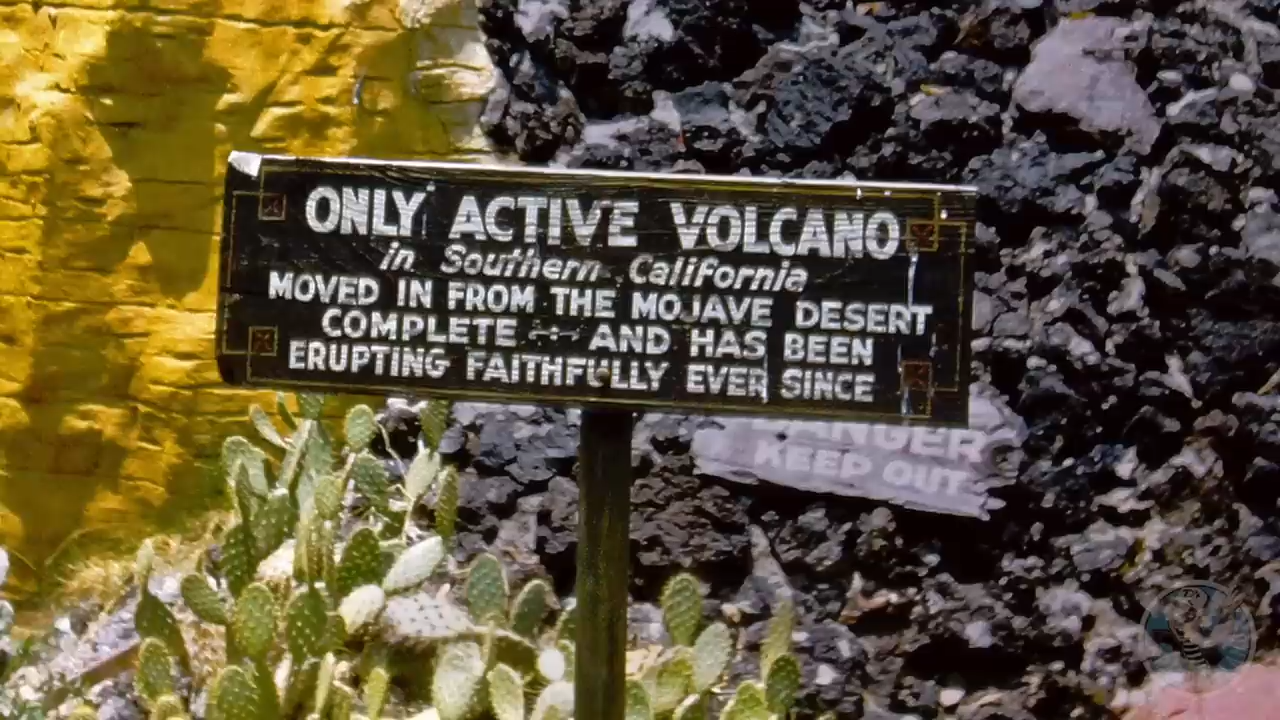 ONLY ACTIVE VOLCANO
in Southern California
MOVED IN FROM THE MOJAVE DESERT
COMPLETE -:- AND HAS BEEN
ERUPTING FAITHFULLY EVER SINCE
DANGER
KEEP OUT